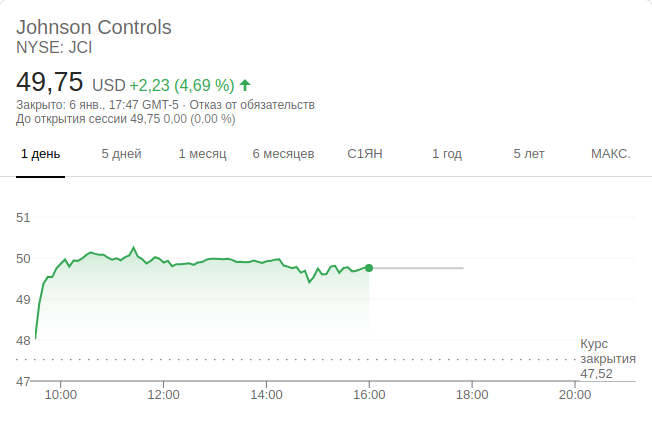 Johnson Controls
NYSE: JCI
49,75 USD +2,23 (4,69 %)
Закрыто: 6 янв., 17:47 GMT-5 · Отказ от обязательств
До открытия сессии 49,75 0,00 (0,00 %)
1 день 5 дней 1 месяц 6 месяцев С1ЯН 1 год 5 лет МАКС.
51
50
49
48
47
Курс
закрытия
47,52
10:00 12:00 14:00 16:00 18:00 20:00